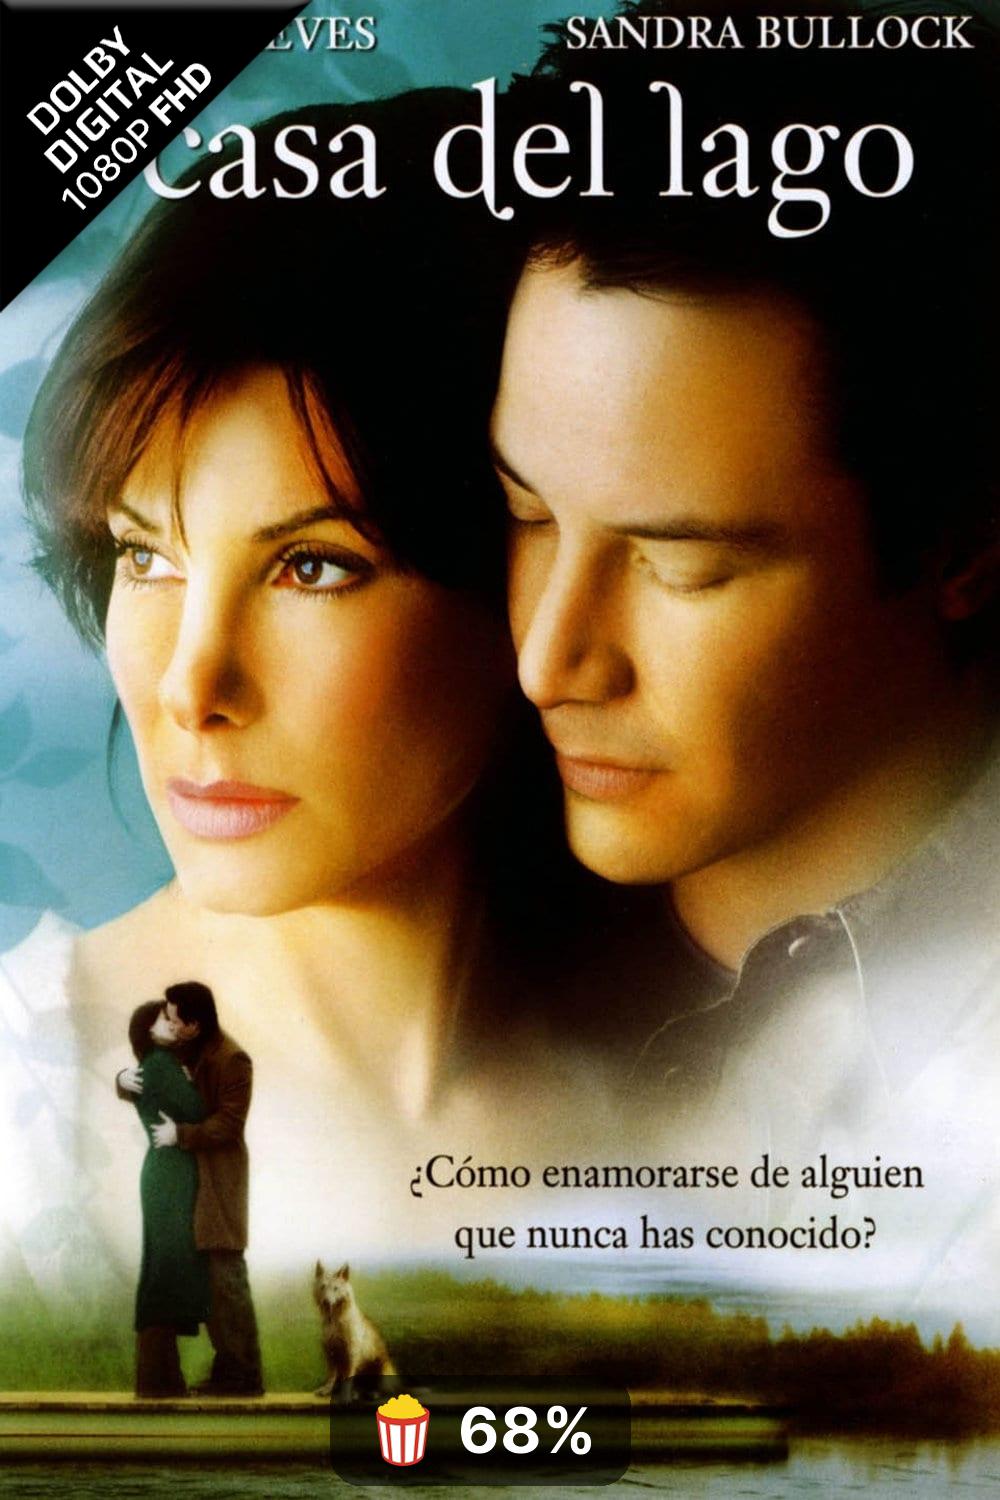 DOLBY
DIGITAL
1080P FHD
EVES SANDRA BULLOCK
casa del lago
¿Cómo enamorarse de alguien
que nunca has conocido?
68%